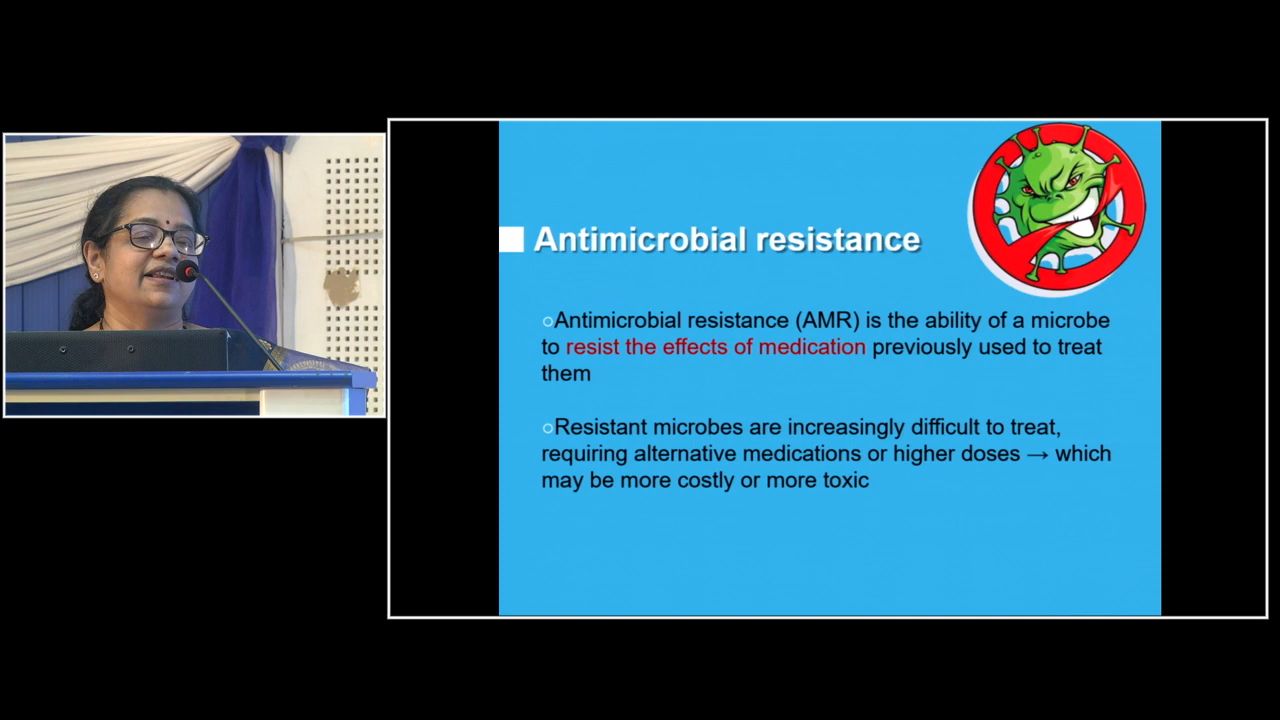 Antimicrobial resistance
○Antimicrobial resistance (AMR) is the ability of a microbe
to resist the effects of medication previously used to treat
them
○Resistant microbes are increasingly difficult to treat,
requiring alternative medications or higher doses → which
may be more costly or more toxic